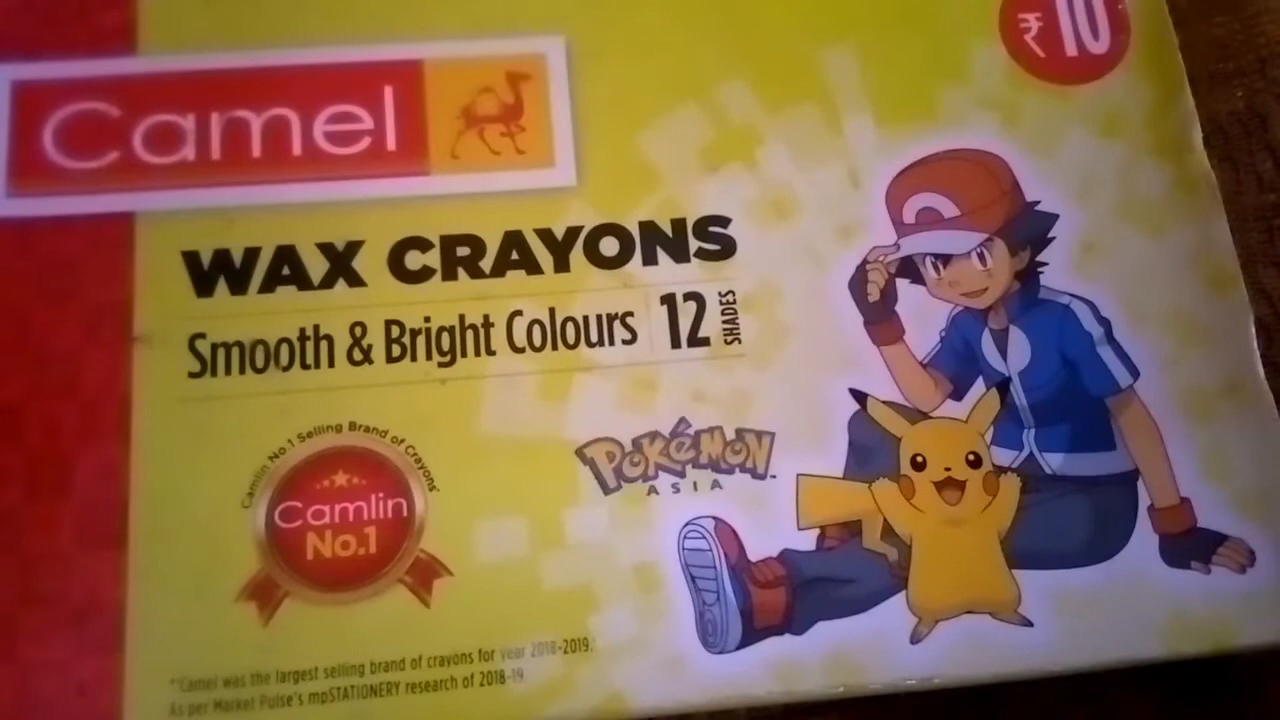 ₹ 10
Camel
WAX CRAYONS
Smooth & Bright Colours 12 SHADES
Camlin No.1 Selling Brand of Crayons*
Camlin
No.1
POKéMON
ASIA
*Camel was the largest selling brand of crayons for year 2018-2019.
As per Market Pulse's mpSTATIONERY research of 2018-19